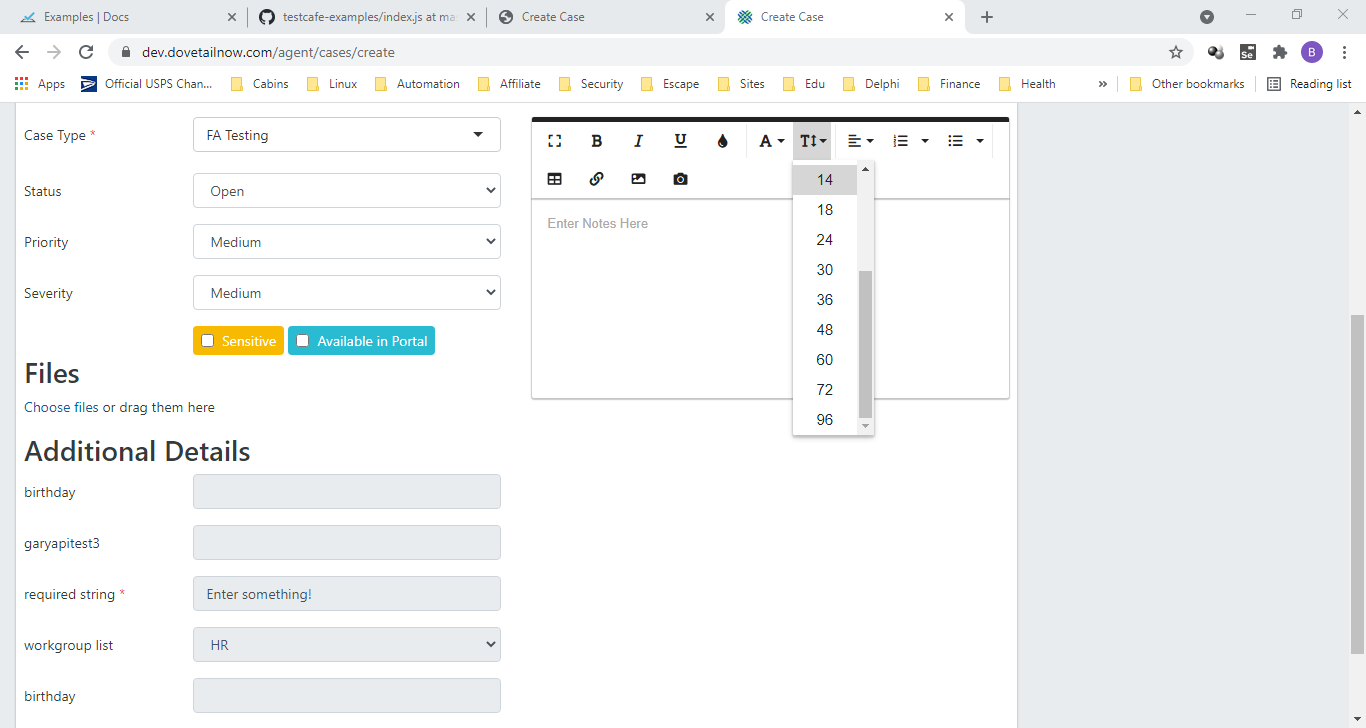 Examples | Docs
testcafe-examples/index.js at ma
Create Case
Create Case
dev.dovetailnow.com/agent/cases/create
Se
B
Apps
Official USPS Chan...
Cabins
Linux
Automation
Affiliate
Security
Escape
Sites
Edu
Delphi
Finance
Health
»
Other bookmarks
Reading list
Case Type *
FA Testing
Status
Open
Priority
Medium
Severity
Medium
Sensitive
Available in Portal
Files
Choose files or drag them here
Additional Details
birthday
garyapitest3
required string *
Enter something!
workgroup list
HR
birthday
B
I
U
A
T
Enter Notes Here
14
18
24
30
36
48
60
72
96